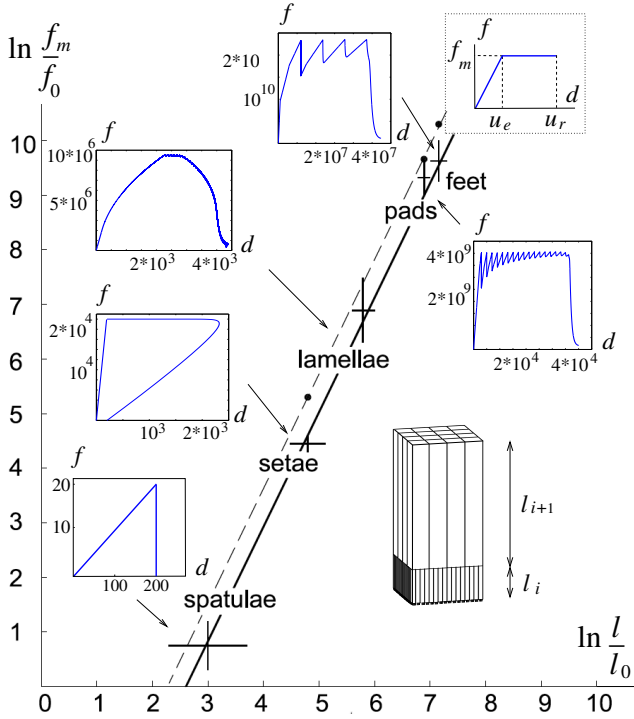 ln f_m/f_0
10
9
8
7
6
5
4
3
2
1
0
1
2
3
4
5
6
7
8
9
10
ln l/l_0
f
2*10
10^10
2*10^7
4*10^7
d
f
f_m
d
u_e
u_r
f
10*10^6
5*10^6
2*10^3
4*10^3
d
feet
pads
f
4*10^9
2*10^9
2*10^4
4*10^4
d
f
2*10^4
10^4
10^3
2*10^3
d
lamellae
setae
f
20
10
100
200
d
spatulae
l_{i+1}
l_i